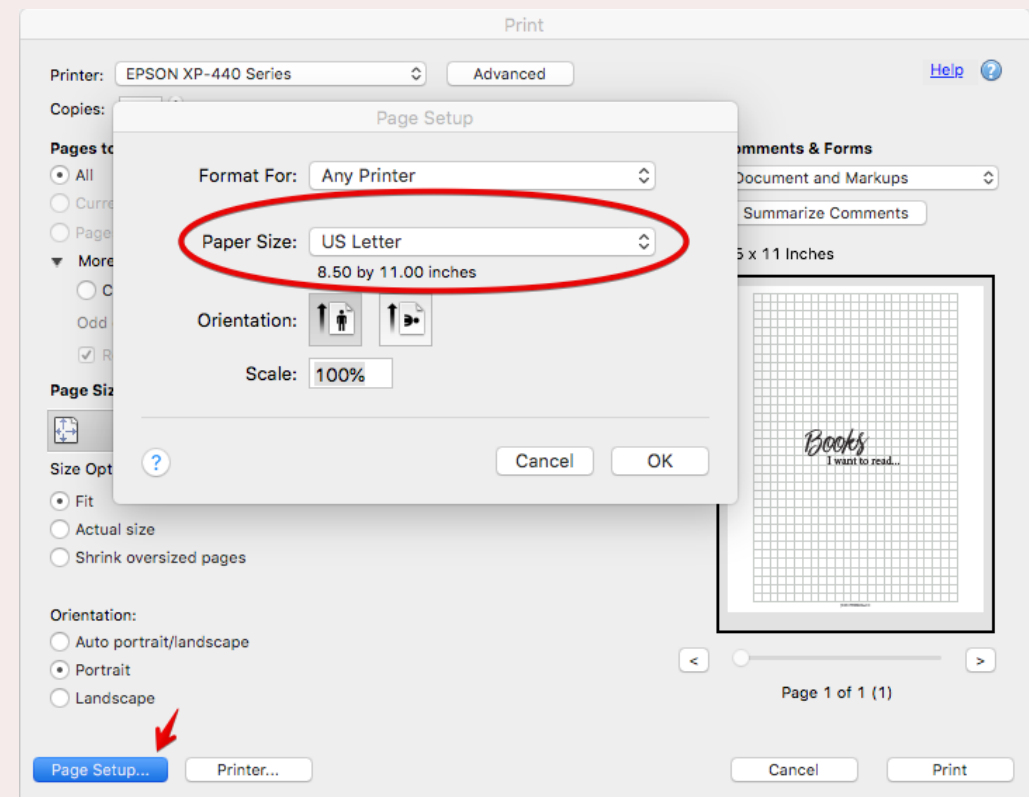 Print
Printer: EPSON XP-440 Series Advanced Help ?
Copies:
Page Setup
Pages to
All
Curre
Page
More
C
Odd
R
Format For: Any Printer
Paper Size: US Letter
8.50 by 11.00 inches
Orientation:
Scale: 100%
? Cancel OK
omments & Forms
Document and Markups
Summarize Comments
5 x 11 Inches
Books
I want to read...
Page Siz
Size Opt
Fit
Actual size
Shrink oversized pages
Orientation:
Auto portrait/landscape
Portrait
Landscape
< >
Page 1 of 1 (1)
Page Setup... Printer... Cancel Print